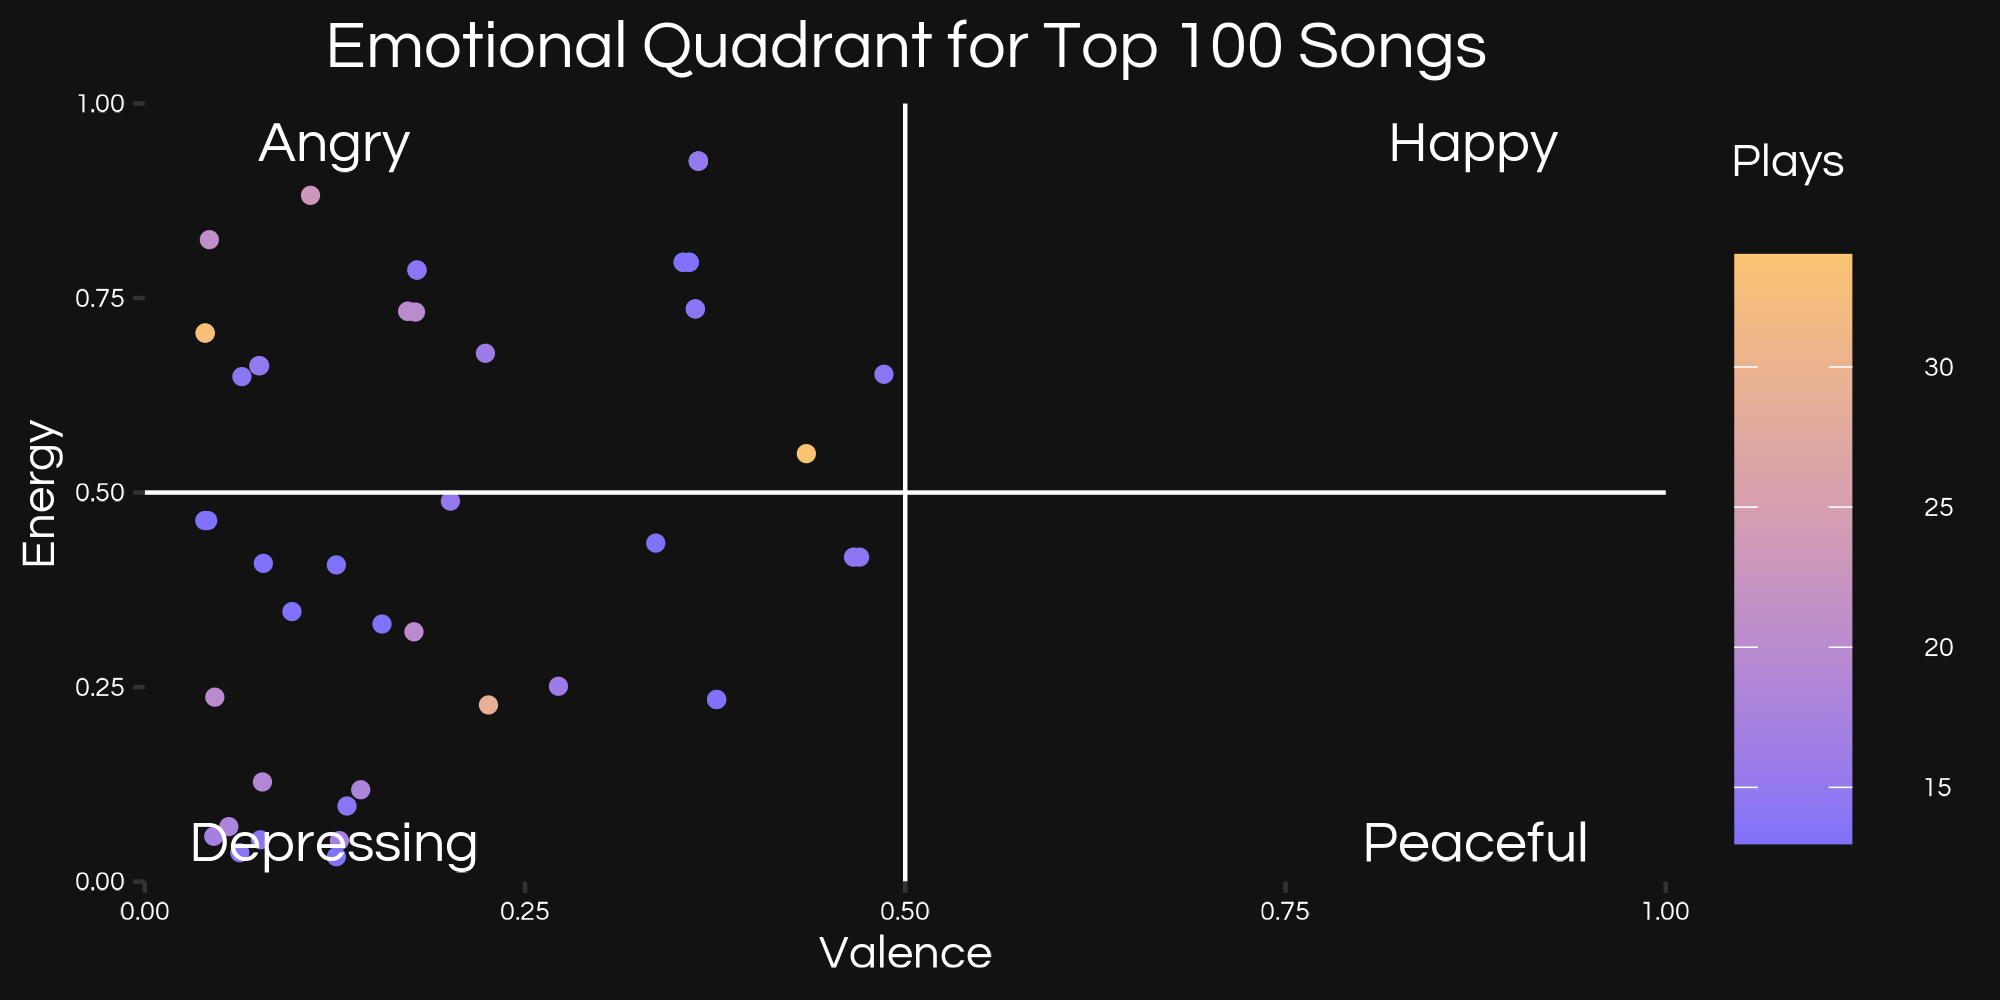 Emotional Quadrant for Top 100 Songs
1.00
Angry
Happy
Plays
0.75
30
Energy
0.50
25
20
0.25
15
Depressing
Peaceful
0.00
0.00
0.25
0.50
0.75
1.00
Valence